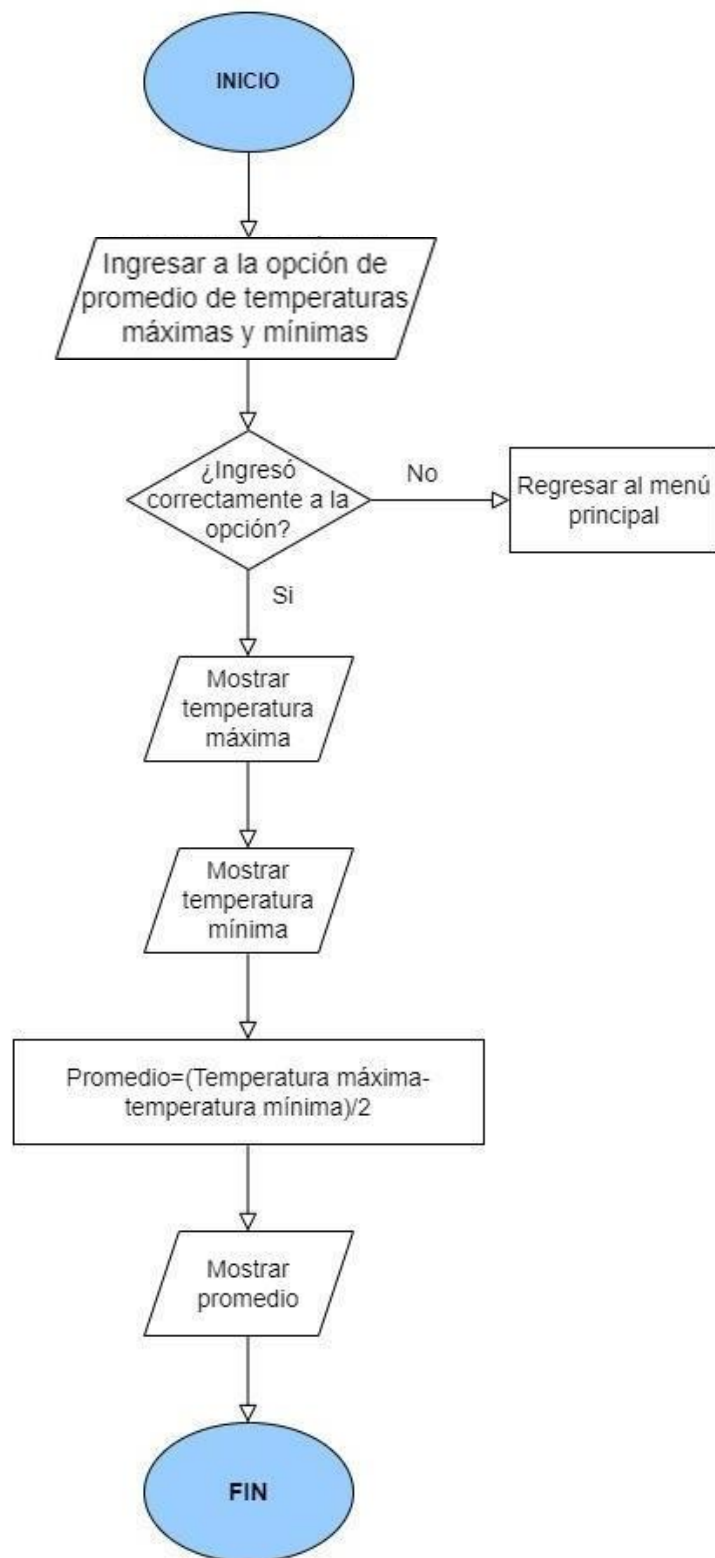 INICIO
Ingresar a la opción de
promedio de temperaturas
máximas y mínimas
¿Ingresó
correctamente a la
opción?
No
Regresar al menú
principal
Si
Mostrar
temperatura
máxima
Mostrar
temperatura
mínima
Promedio=(Temperatura máxima-
temperatura mínima)/2
Mostrar
promedio
FIN